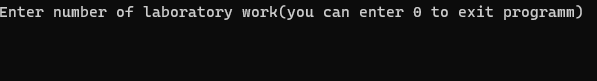 Enter number of laboratory work(you can enter 0 to exit programm)